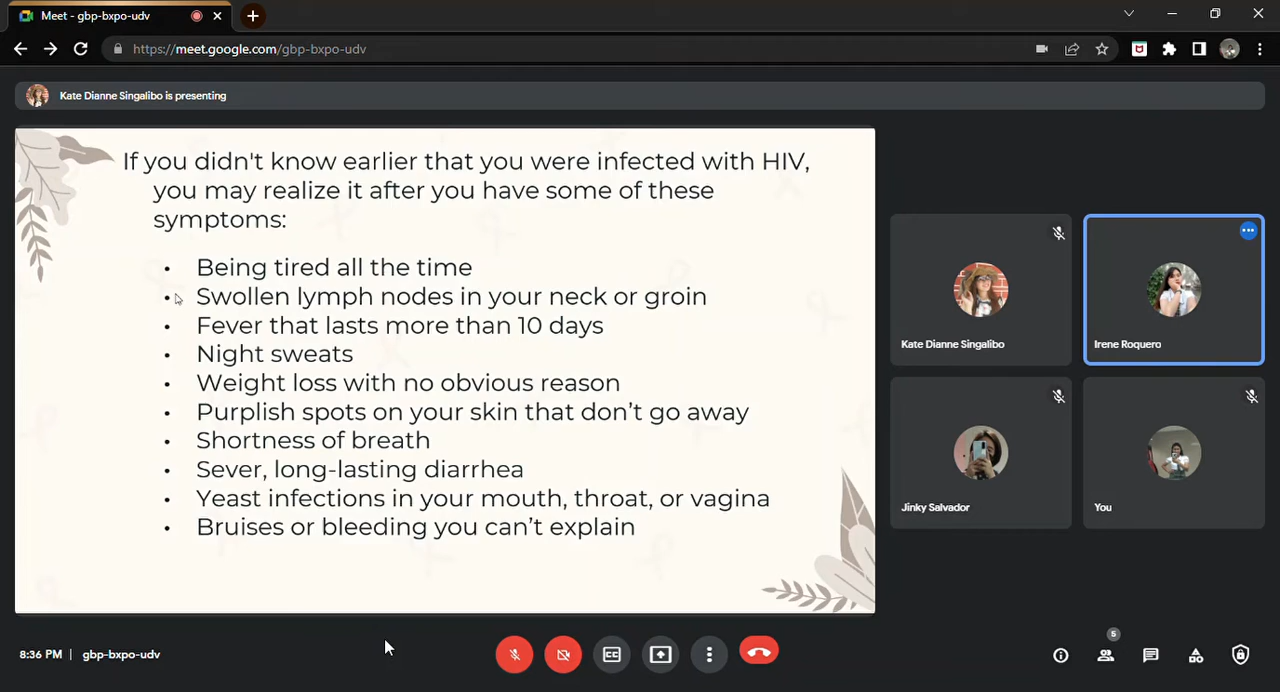 Meet - gbp-bxpo-udv
https://meet.google.com/gbp-bxpo-udv
Kate Dianne Singalibo is presenting
If you didn't know earlier that you were infected with HIV,
you may realize it after you have some of these
symptoms:
• Being tired all the time
• Swollen lymph nodes in your neck or groin
• Fever that lasts more than 10 days
• Night sweats
• Weight loss with no obvious reason
• Purplish spots on your skin that don’t go away
• Shortness of breath
• Sever, long-lasting diarrhea
• Yeast infections in your mouth, throat, or vagina
• Bruises or bleeding you can’t explain
Kate Dianne Singalibo
Irene Roquero
Jinky Salvador
You
8:36 PM | gbp-bxpo-udv
CC
5